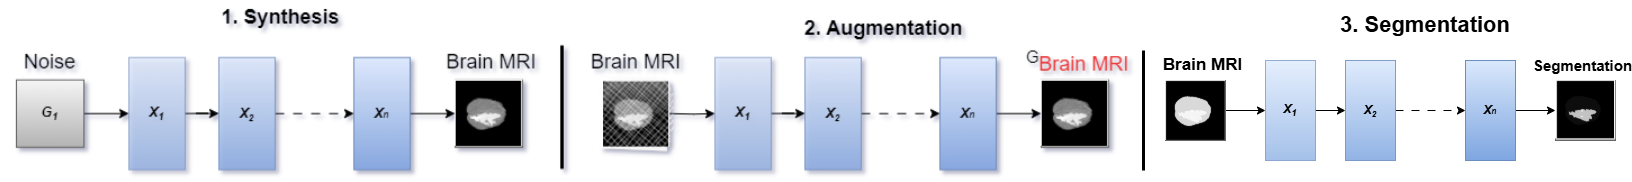 1. Synthesis
Noise
G1
X1
X2
Xn
Brain MRI
2. Augmentation
Brain MRI
X1
X2
Xn
GBrain MRI
3. Segmentation
Brain MRI
X1
X2
Xn
Segmentation